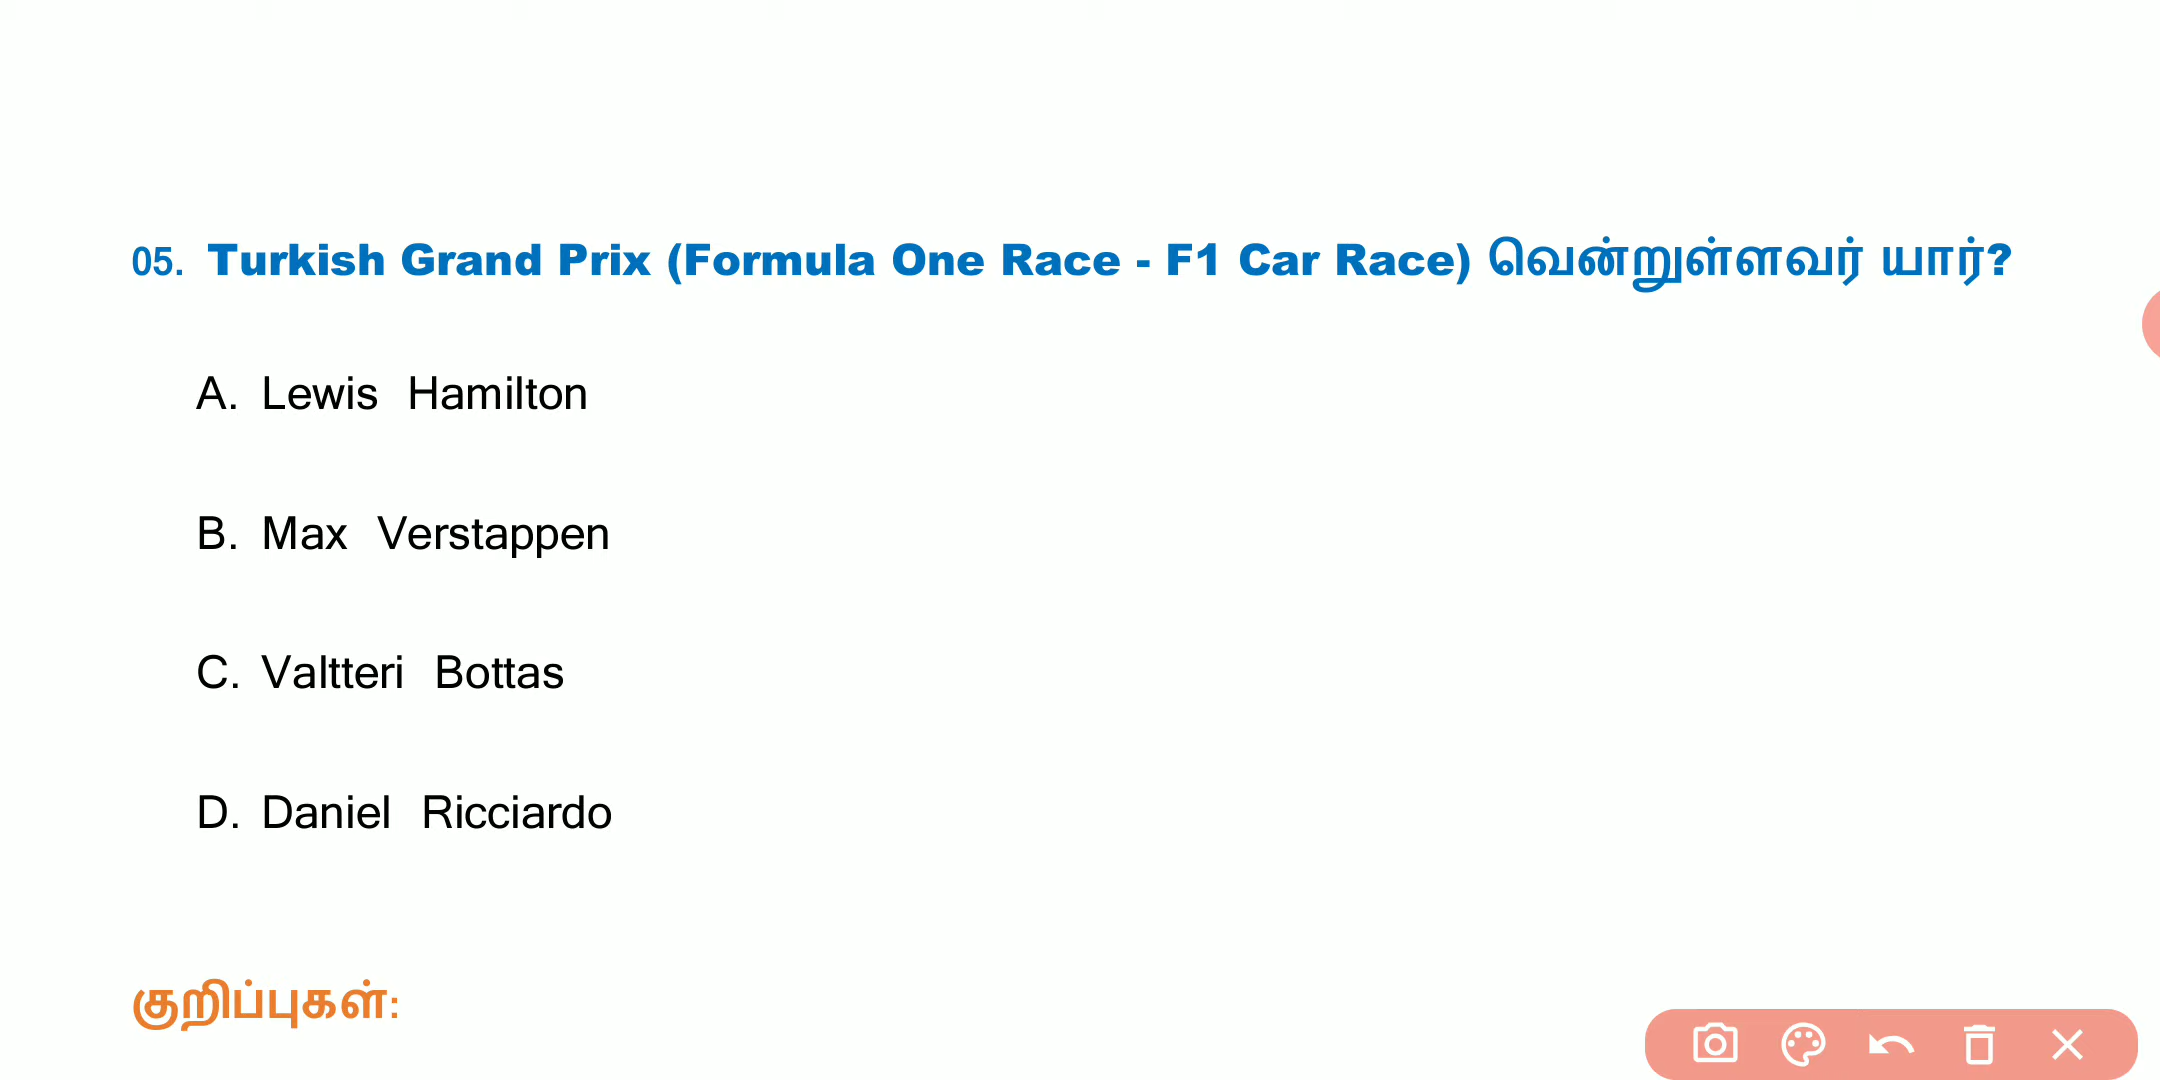 05. Turkish Grand Prix (Formula One Race - F1 Car Race) வென்றுள்ளவர் யார்?
A. Lewis Hamilton
B. Max Verstappen
C. Valtteri Bottas
D. Daniel Ricciardo
குறிப்புகள்: